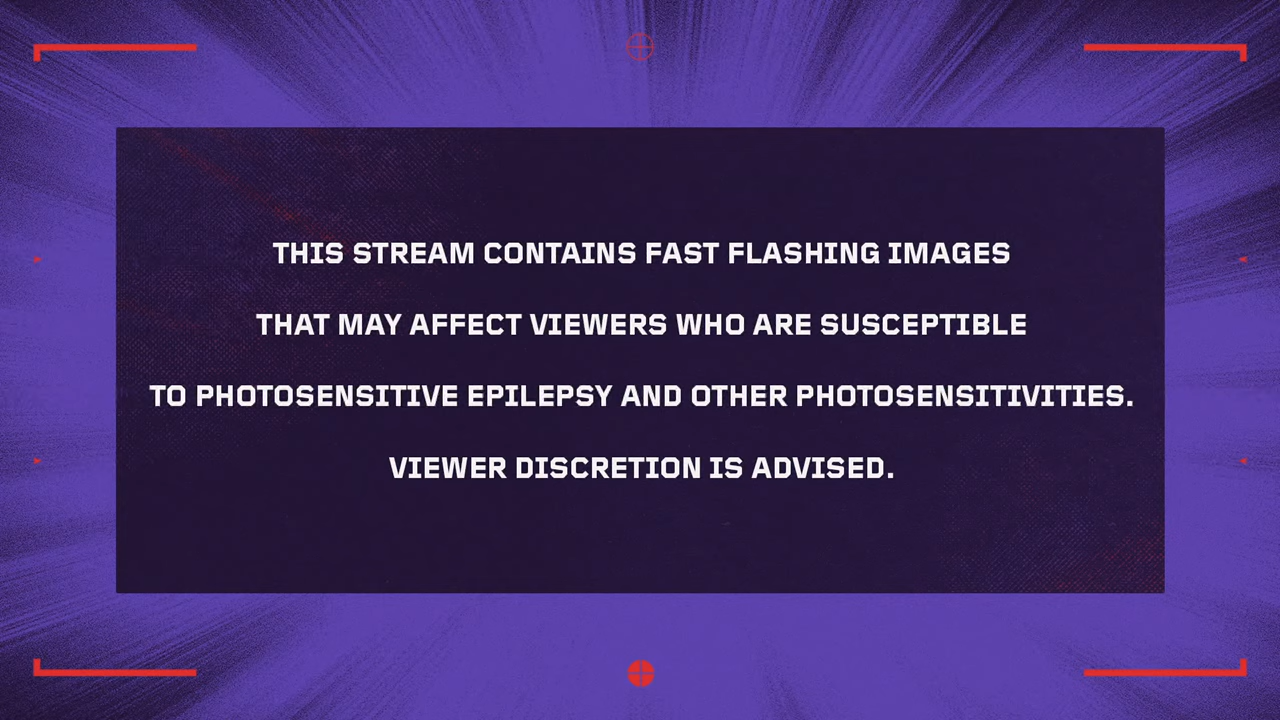 THIS STREAM CONTAINS FAST FLASHING IMAGES
THAT MAY AFFECT VIEWERS WHO ARE SUSCEPTIBLE
TO PHOTOSENSITIVE EPILEPSY AND OTHER PHOTOSENSITIVITIES.
VIEWER DISCRETION IS ADVISED.